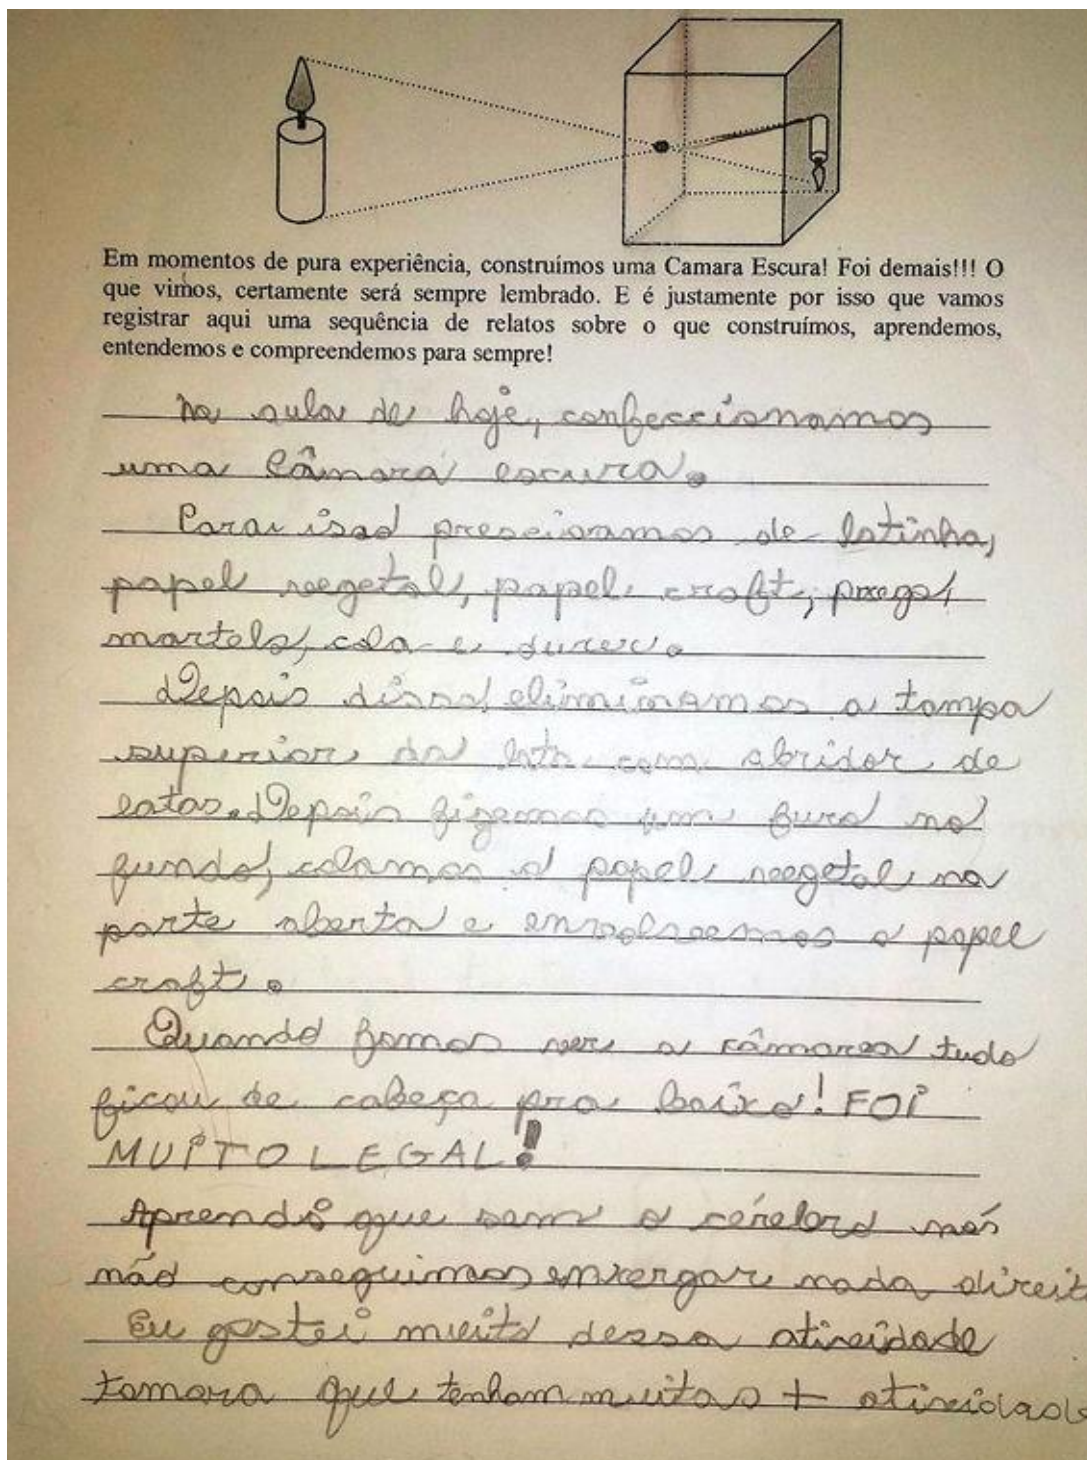 Em momentos de pura experiência, construímos uma Camara Escura! Foi demais!!! O
que vimos, certamente será sempre lembrado. E é justamente por isso que vamos
registrar aqui uma sequência de relatos sobre o que construímos, aprendemos,
entendemos e compreendemos para sempre!
Na aula de hoje, confeccionamos
uma Câmara escura.
Para isso precisamos de latinha,
papel vegetal, papel craft, prego,
martelo, cola e durex.
Depois disso eliminamos a tampa
superior da lata com abridor de
latas. Depois fizemos um furo no
fundo, colamos o papel vegetal na
parte aberta e envolvemos o papel
craft.
Quando fomos ver a câmara tudo
ficou de cabeça pra baixo! FOI
MUITO LEGAL!
Aprendi que sem o cérebro nós
não conseguimos enxergar nada direit
Eu gostei muito dessa atividade
tomara que tenham muitas + atividade